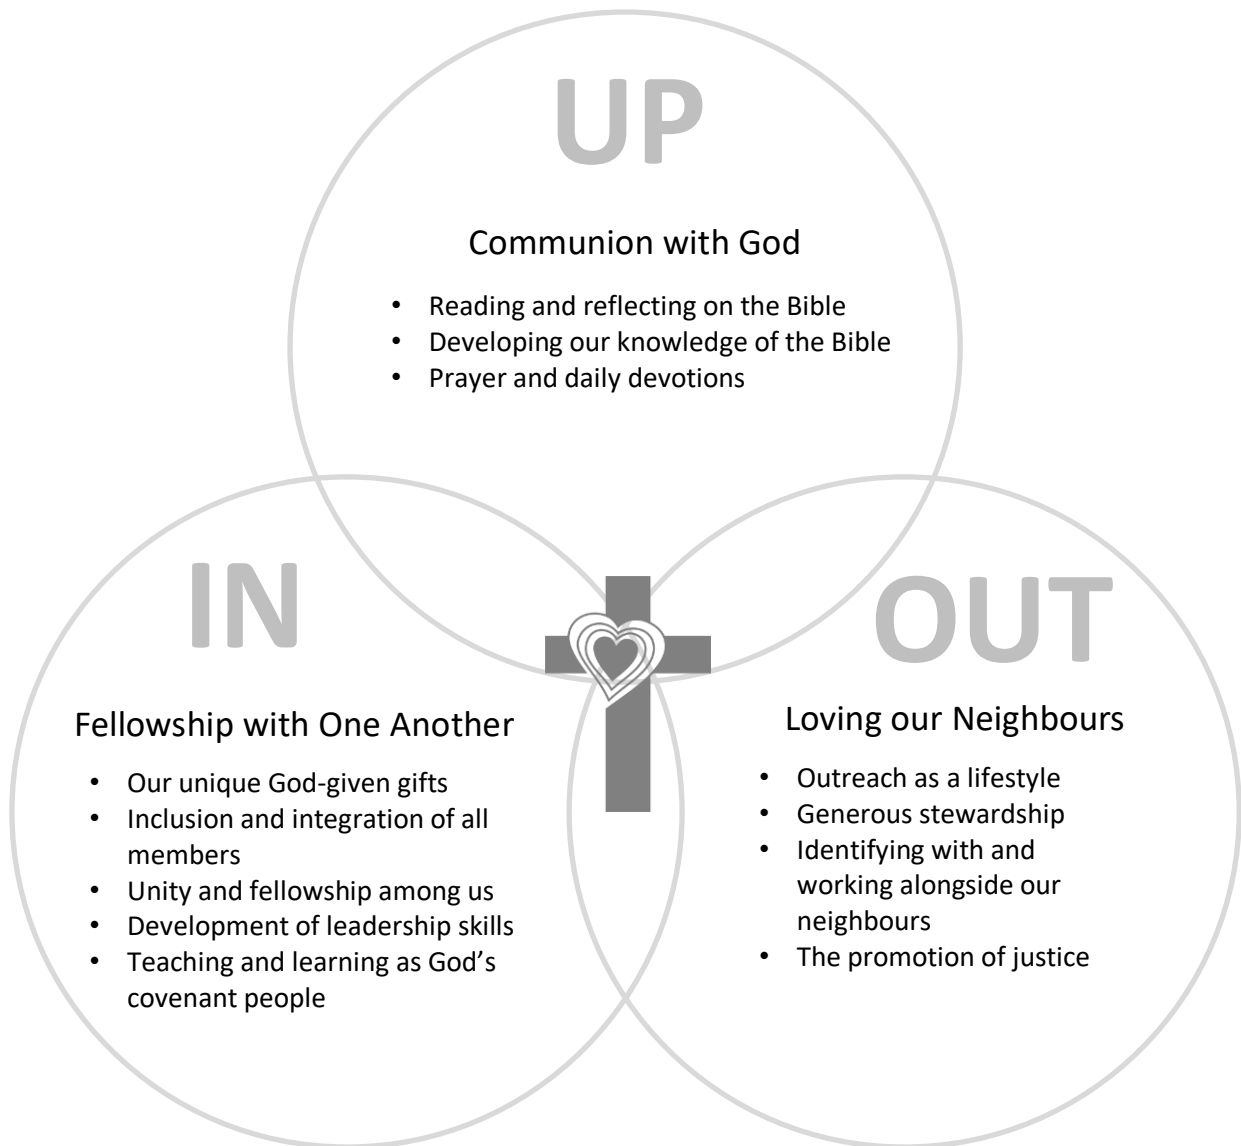 UP
Communion with God
• Reading and reflecting on the Bible
• Developing our knowledge of the Bible
• Prayer and daily devotions
IN
Fellowship with One Another
• Our unique God-given gifts
• Inclusion and integration of all
members
• Unity and fellowship among us
• Development of leadership skills
• Teaching and learning as God’s
covenant people
OUT
Loving our Neighbours
• Outreach as a lifestyle
• Generous stewardship
• Identifying with and
working alongside our
neighbours
• The promotion of justice